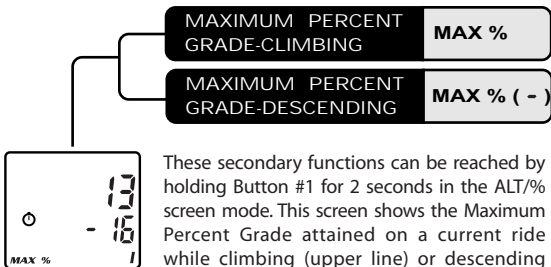 MAXIMUM PERCENT
GRADE-CLIMBING
MAX %
MAXIMUM PERCENT
GRADE-DESCENDING
MAX % ( - )
13
- 16
MAX % 1
These secondary functions can be reached by
holding Button #1 for 2 seconds in the ALT/%
screen mode. This screen shows the Maximum
Percent Grade attained on a current ride
while climbing (upper line) or descending